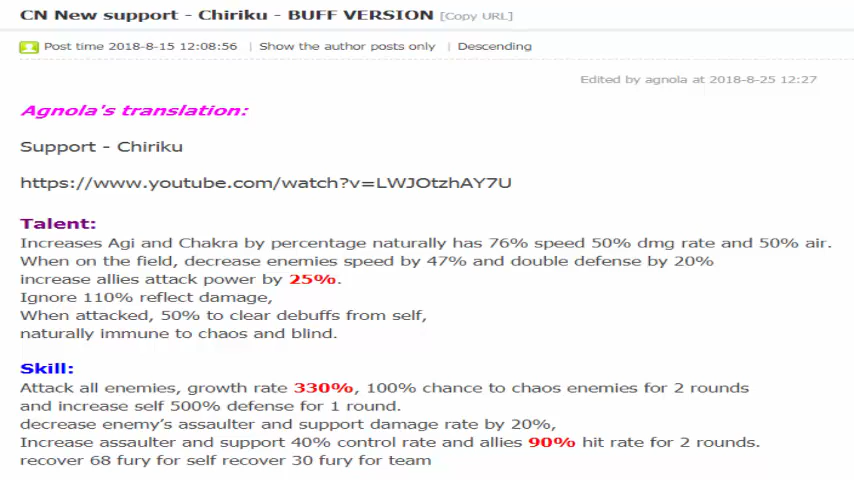 CN New support - Chiriku - BUFF VERSION [Copy URL]
Post time 2018-8-15 12:08:56 | Show the author posts only | Descending
Edited by agnola at 2018-8-25 12:27
Agnola's translation:
Support - Chiriku
https://www.youtube.com/watch?v=LWJOtzhAY7U
Talent:
Increases Agi and Chakra by percentage naturally has 76% speed 50% dmg rate and 50% air.
When on the field, decrease enemies speed by 47% and double defense by 20%
increase allies attack power by 25%.
Ignore 110% reflect damage,
When attacked, 50% to clear debuffs from self,
naturally immune to chaos and blind.
Skill:
Attack all enemies, growth rate 330%, 100% chance to chaos enemies for 2 rounds
and increase self 500% defense for 1 round.
decrease enemy's assaulter and support damage rate by 20%,
Increase assaulter and support 40% control rate and allies 90% hit rate for 2 rounds.
recover 68 fury for self recover 30 fury for team